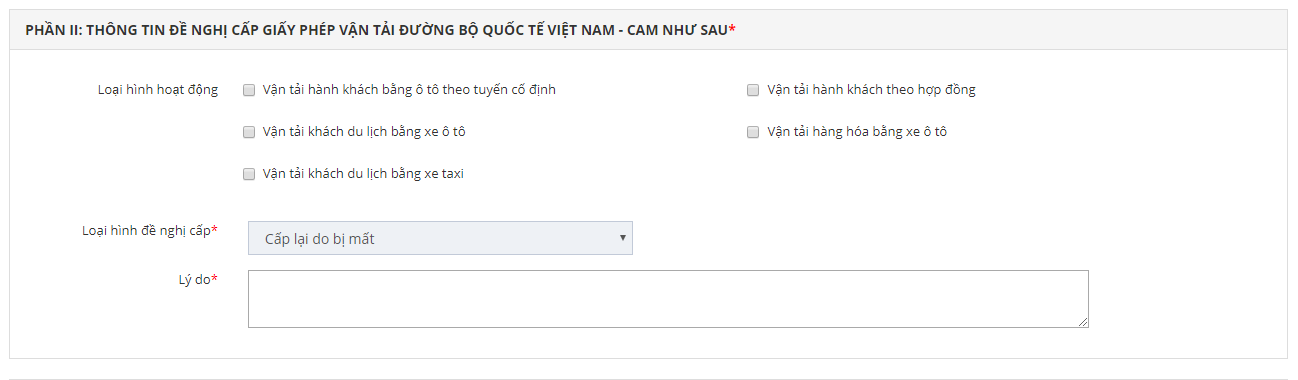 PHẦN II: THÔNG TIN ĐỀ NGHỊ CẤP GIẤY PHÉP VẬN TẢI ĐƯỜNG BỘ QUỐC TẾ VIỆT NAM - CAM NHƯ SAU*
Loại hình hoạt động
Vận tải hành khách bằng ô tô theo tuyến cố định
Vận tải hành khách theo hợp đồng
Vận tải khách du lịch bằng xe ô tô
Vận tải hàng hóa bằng xe ô tô
Vận tải khách du lịch bằng xe taxi
Loại hình đề nghị cấp*
Cấp lại do bị mất
Lý do*